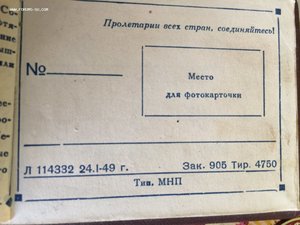 Пролетарии всех стран, соединяйтесь!
№
Место
для фотокарточки
Л 114332 24.I-49 г. Зак. 905 Тир. 4750
Тип. МНП